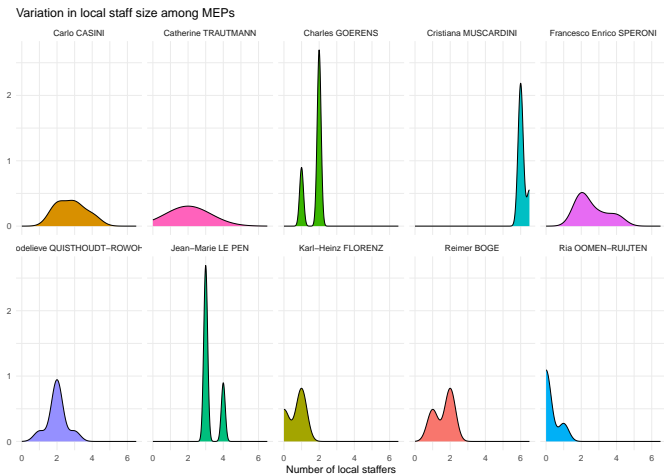 Variation in local staff size among MEPs
Carlo CASINI Catherine TRAUTMANN Charles GOERENS Cristiana MUSCARDINI Francesco Enrico SPERONI
2
1
0
odelieve QUISTHOUDT−ROWOH Jean−Marie LE PEN Karl−Heinz FLORENZ Reimer BOGE Ria OOMEN−RUIJTEN
2
1
0
0 2 4 6 0 2 4 6 0 2 4 6 0 2 4 6 0 2 4 6
Number of local staffers